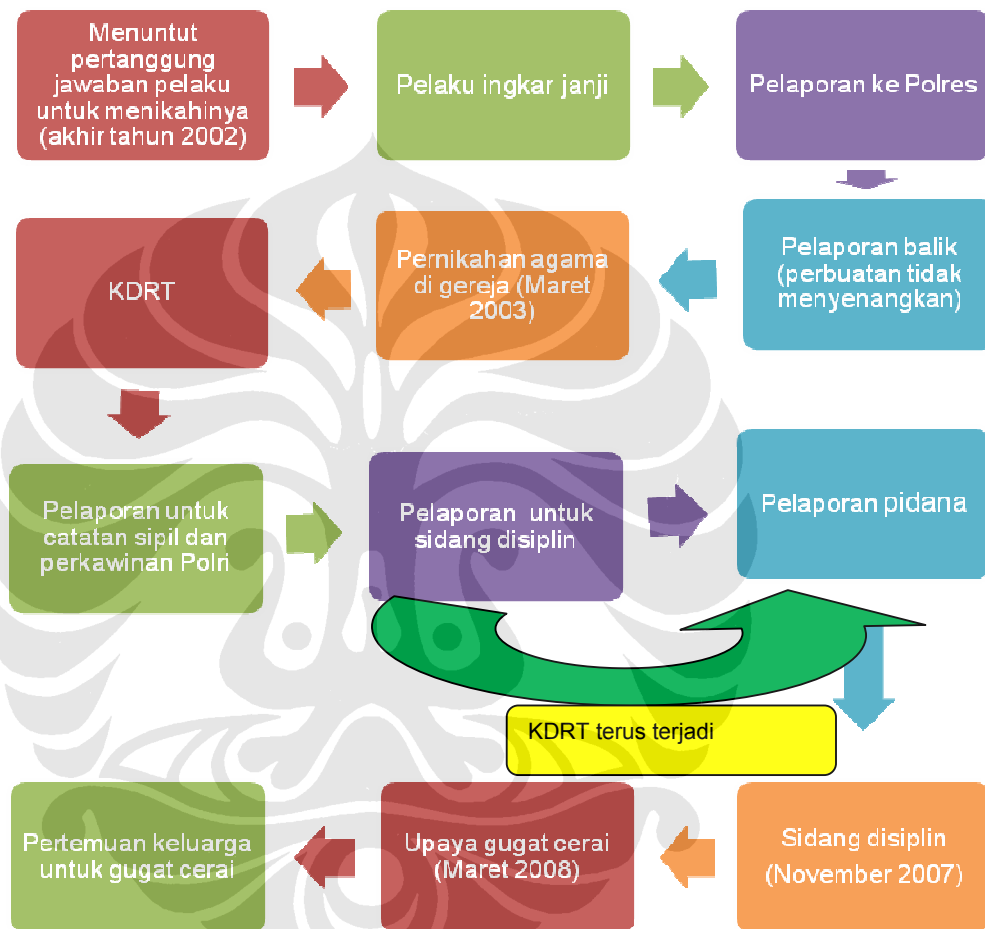 Menuntut
pertanggung
jawaban pelaku
untuk menikahinya
(akhir tahun 2002)
Pelaku ingkar janji
Pelaporan ke Polres
Pelaporan balik
(perbuatan tidak
menyenangkan)
Pernikahan agama
di gereja (Maret
2003)
KDRT
Pelaporan untuk
catatan sipil dan
perkawinan Polri
Pelaporan untuk
sidang disiplin
Pelaporan pidana
KDRT terus terjadi
Sidang disiplin
(November 2007)
Upaya gugat cerai
(Maret 2008)
Pertemuan keluarga
untuk gugat cerai